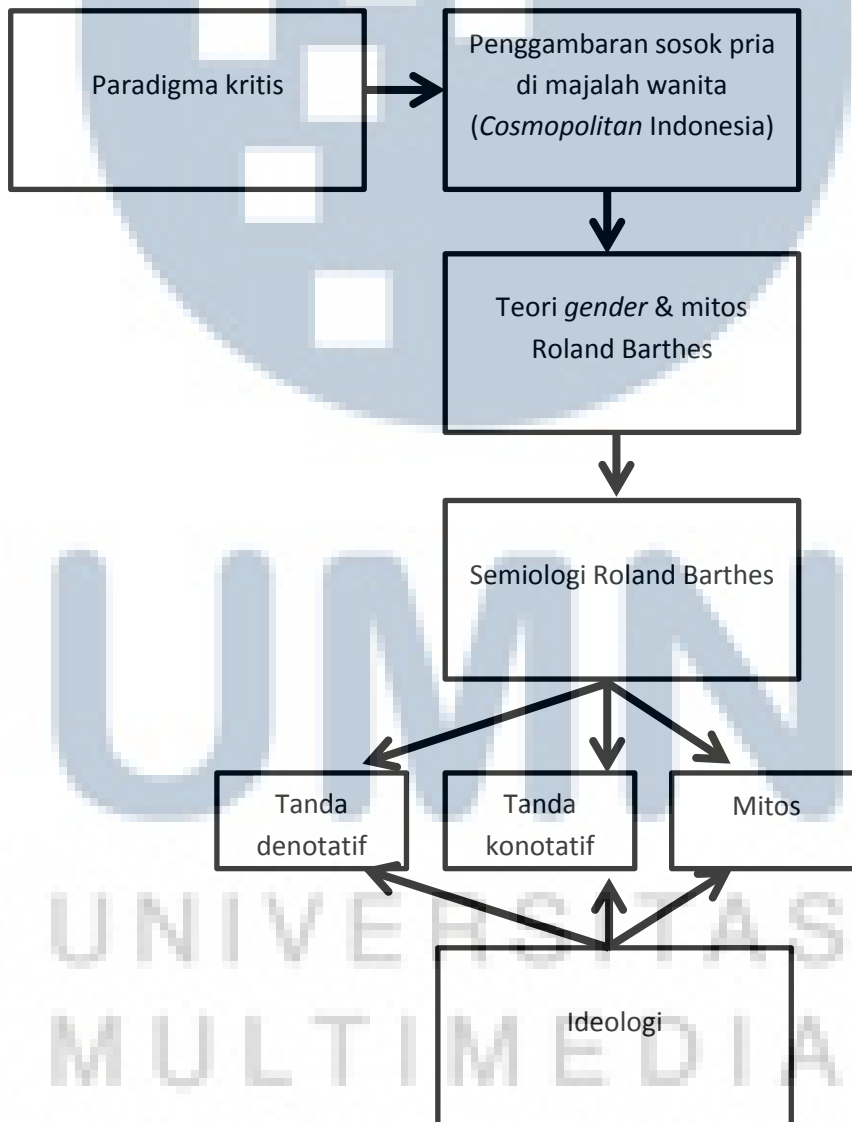 Paradigma kritis
Penggambaran sosok pria
di majalah wanita
(Cosmopolitan Indonesia)
Teori gender & mitos
Roland Barthes
Semiologi Roland Barthes
Tanda
denotatif
Tanda
konotatif
Mitos
Ideologi
UMN
UNIVERSITAS
MULTIMEDIA